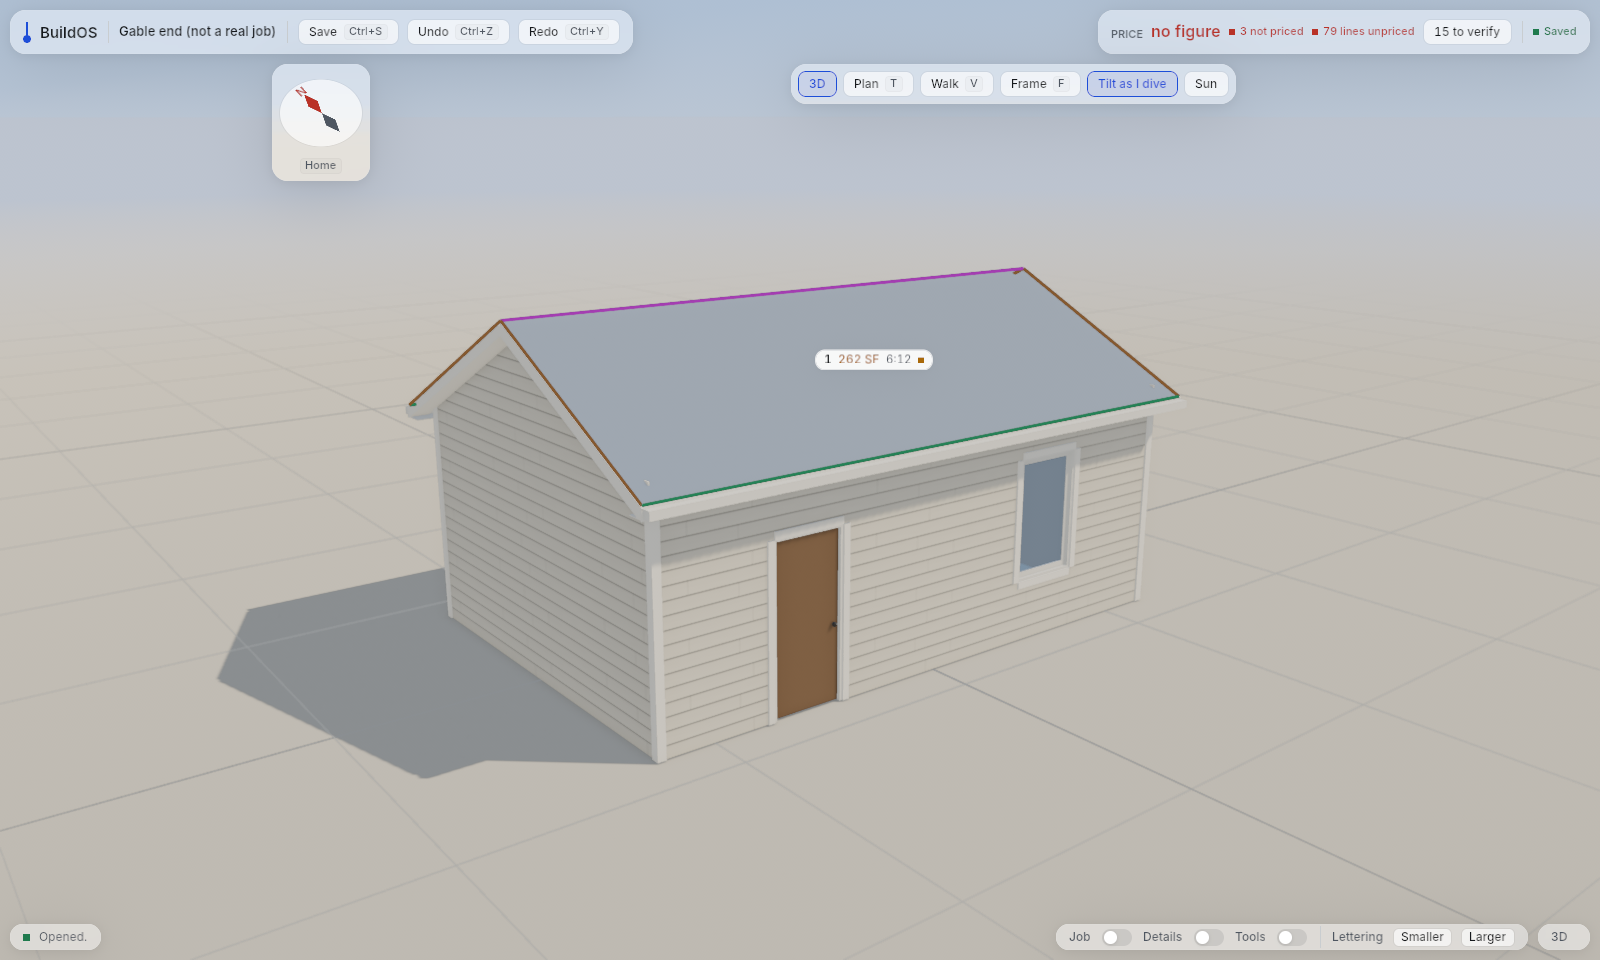 BuildOS Gable end (not a real job) Save Ctrl+S Undo Ctrl+Z Redo Ctrl+Y
PRICE no figure 3 not priced 79 lines unpriced 15 to verify Saved
3D Plan T Walk V Frame F Tilt as I dive Sun
N
Home
1 262 SF 6:12
Opened.
Job Details Tools Lettering Smaller Larger 3D